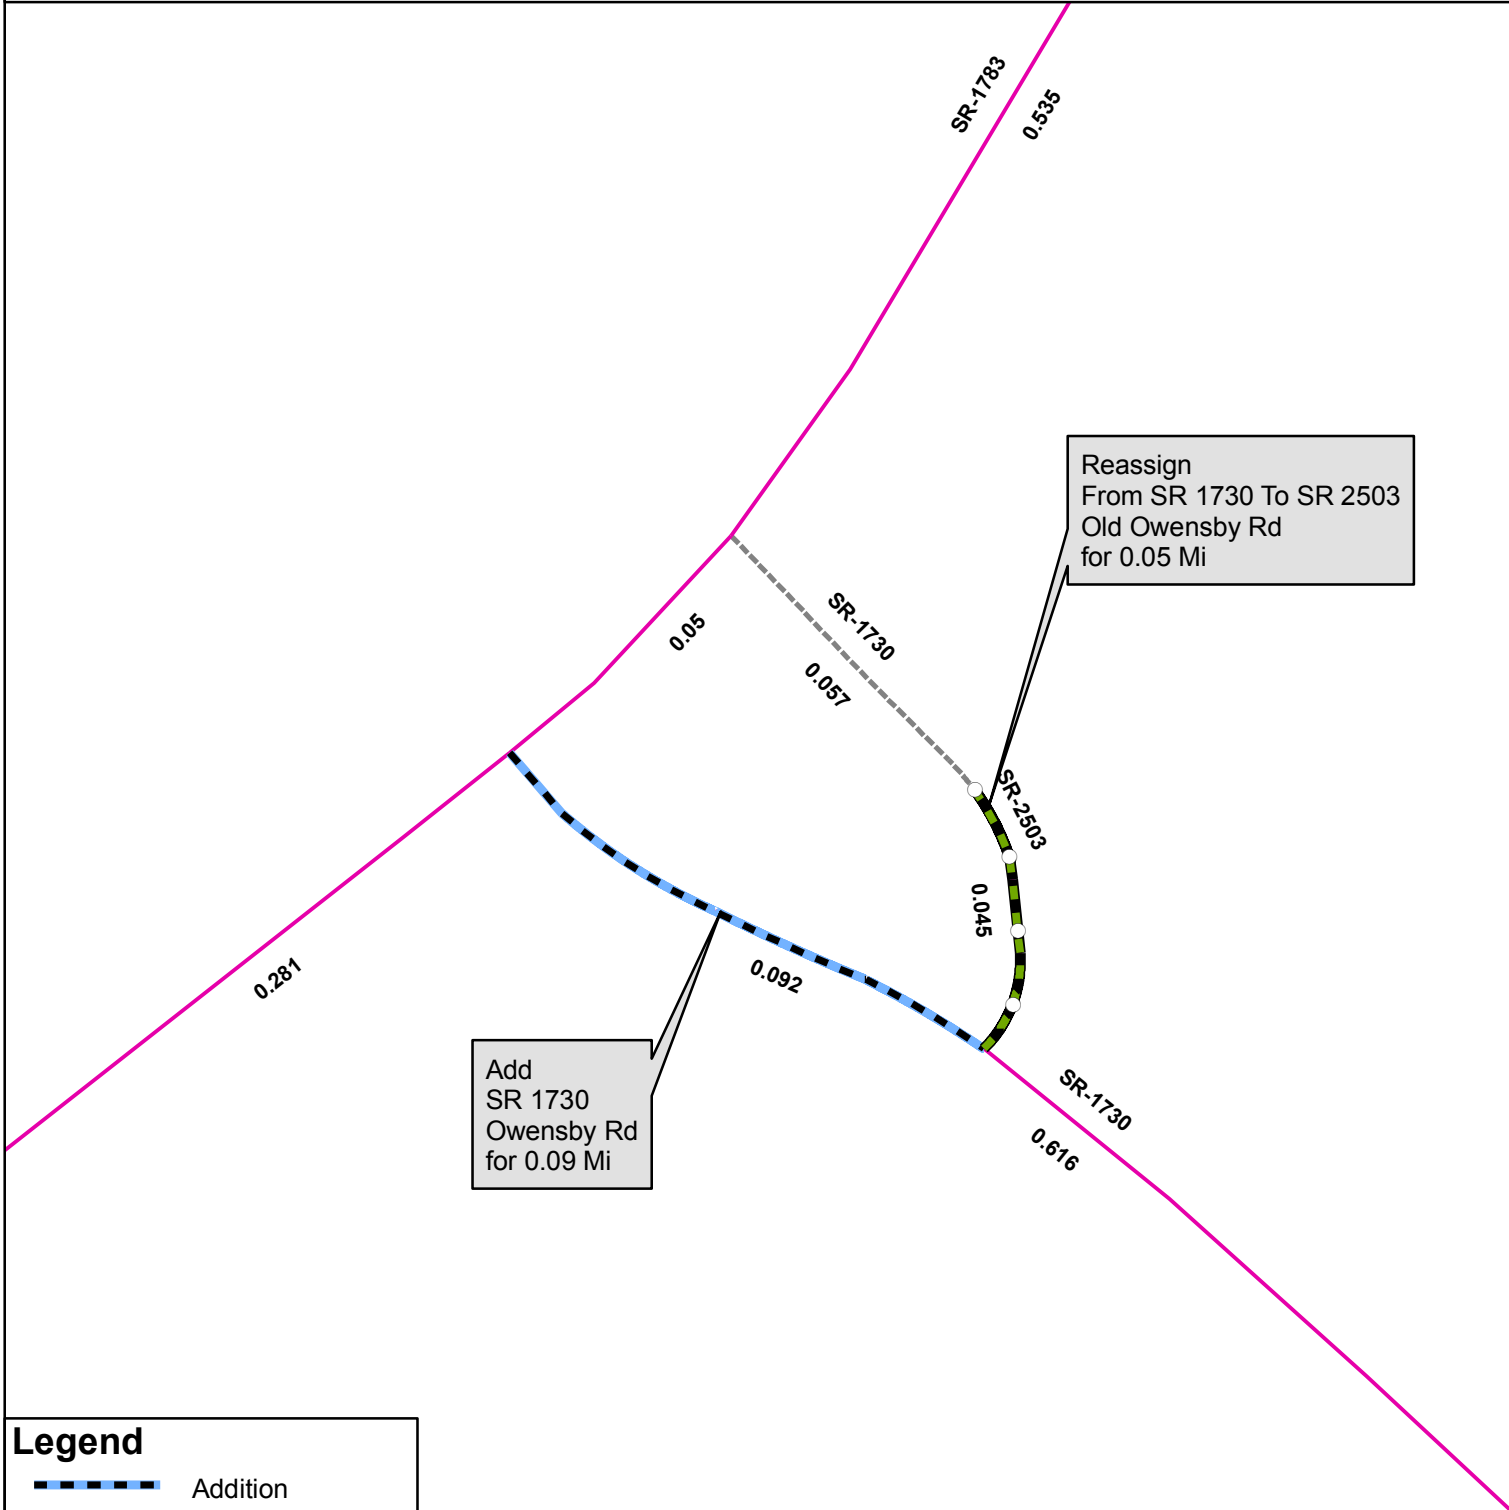 SR-1783
0.535
Reassign
From SR 1730 To SR 2503
Old Owensby Rd
for 0.05 Mi
SR-1730
0.05
0.057
SR-2503
0.045
0.281
0.092
Add
SR 1730
Owensby Rd
for 0.09 Mi
SR-1730
0.616
Legend
Addition